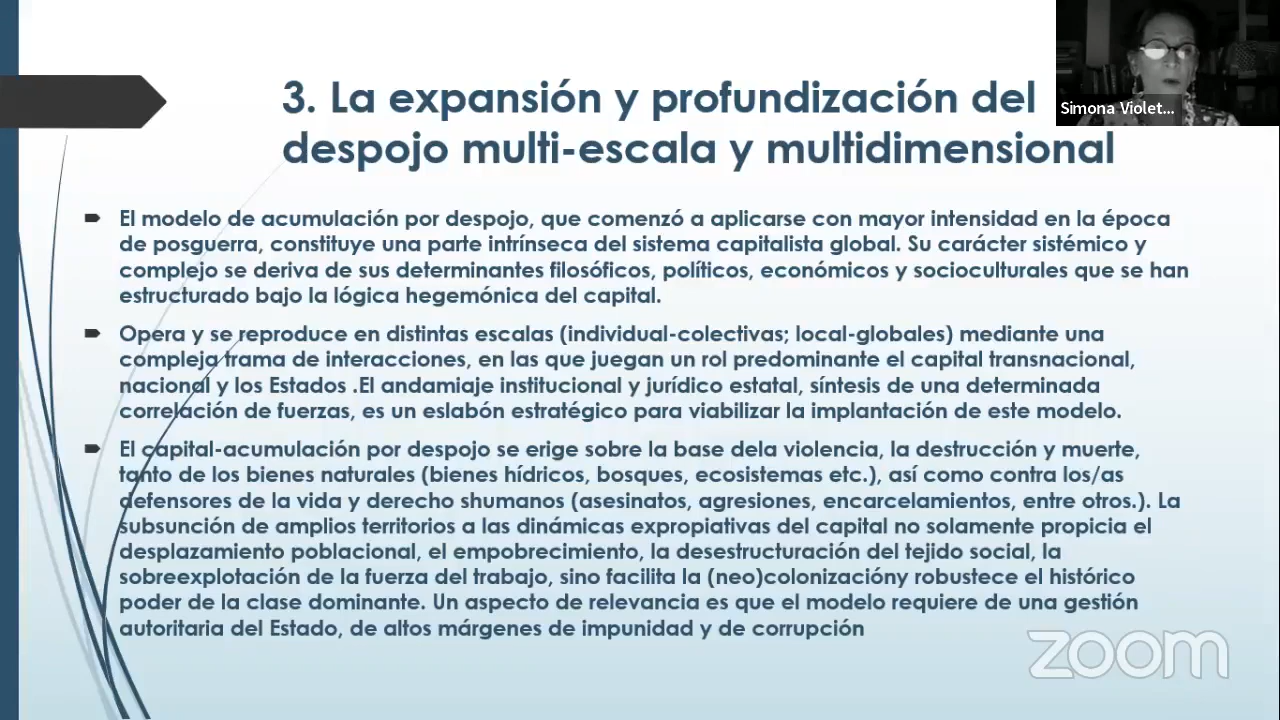 3. La expansión y profundización del
despojo multi-escala y multidimensional
Simona Violet...
El modelo de acumulación por despojo, que comenzó a aplicarse con mayor intensidad en la época
de posguerra, constituye una parte intrínseca del sistema capitalista global. Su carácter sistémico y
complejo se deriva de sus determinantes filosóficos, políticos, económicos y socioculturales que se han
estructurado bajo la lógica hegemónica del capital.
Opera y se reproduce en distintas escalas (individual-colectivas; local-globales) mediante una
compleja trama de interacciones, en las que juegan un rol predominante el capital transnacional,
nacional y los Estados .El andamiaje institucional y jurídico estatal, síntesis de una determinada
correlación de fuerzas, es un eslabón estratégico para viabilizar la implantación de este modelo.
El capital-acumulación por despojo se erige sobre la base dela violencia, la destrucción y muerte,
tanto de los bienes naturales (bienes hídricos, bosques, ecosistemas etc.), así como contra los/as
defensores de la vida y derecho shumanos (asesinatos, agresiones, encarcelamientos, entre otros.). La
subsunción de amplios territorios a las dinámicas expropiativas del capital no solamente propicia el
desplazamiento poblacional, el empobrecimiento, la desestructuración del tejido social, la
sobreexplotación de la fuerza del trabajo, sino facilita la (neo)colonizacióny robustece el histórico
poder de la clase dominante. Un aspecto de relevancia es que el modelo requiere de una gestión
autoritaria del Estado, de altos márgenes de impunidad y de corrupción
zoom